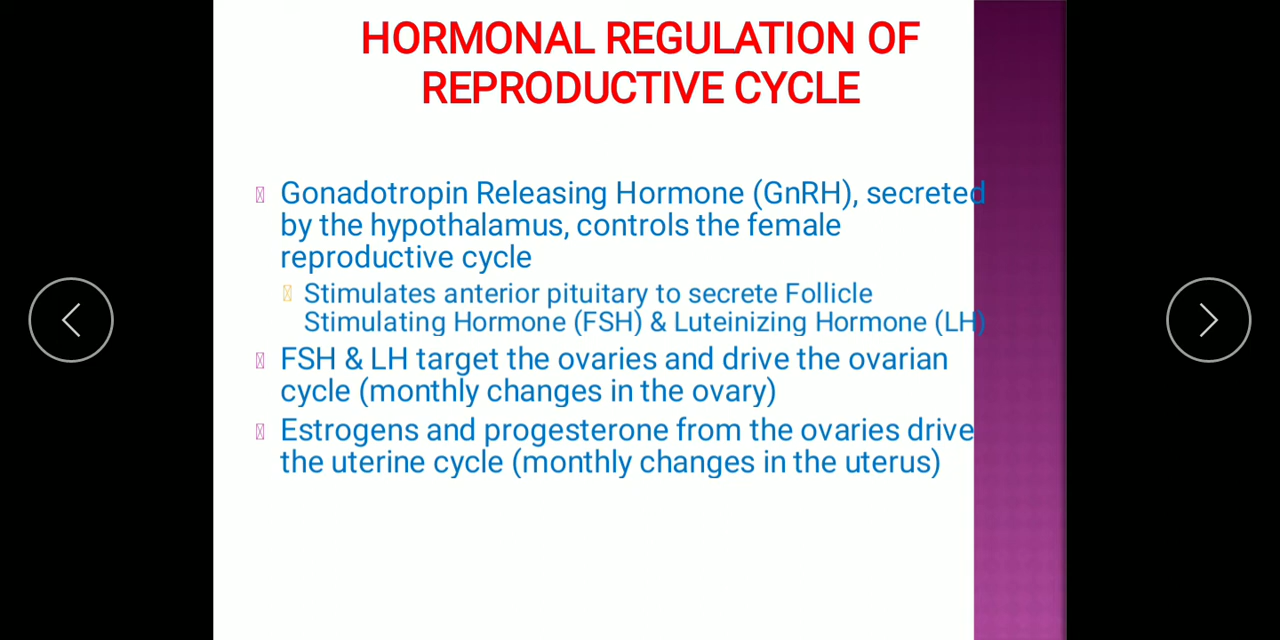 HORMONAL REGULATION OF
REPRODUCTIVE CYCLE
Gonadotropin Releasing Hormone (GnRH), secreted
by the hypothalamus, controls the female
reproductive cycle
Stimulates anterior pituitary to secrete Follicle
Stimulating Hormone (FSH) & Luteinizing Hormone (LH)
FSH & LH target the ovaries and drive the ovarian
cycle (monthly changes in the ovary)
Estrogens and progesterone from the ovaries drive
the uterine cycle (monthly changes in the uterus)